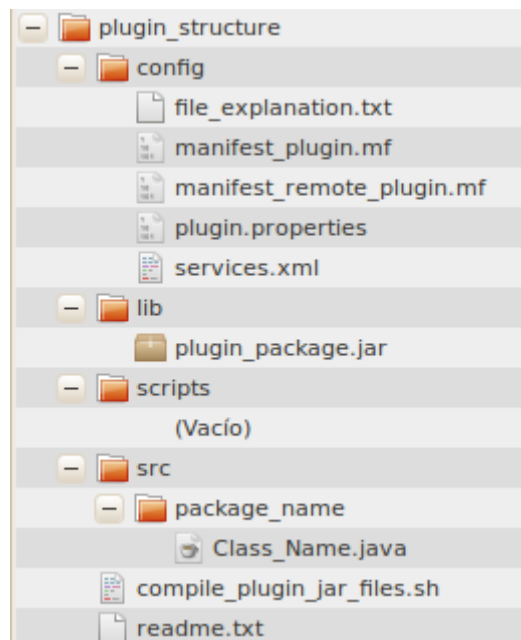 plugin_structure
config
file_explanation.txt
manifest_plugin.mf
manifest_remote_plugin.mf
plugin.properties
services.xml
lib
plugin_package.jar
scripts
(Vacío)
src
package_name
Class_Name.java
compile_plugin_jar_files.sh
readme.txt